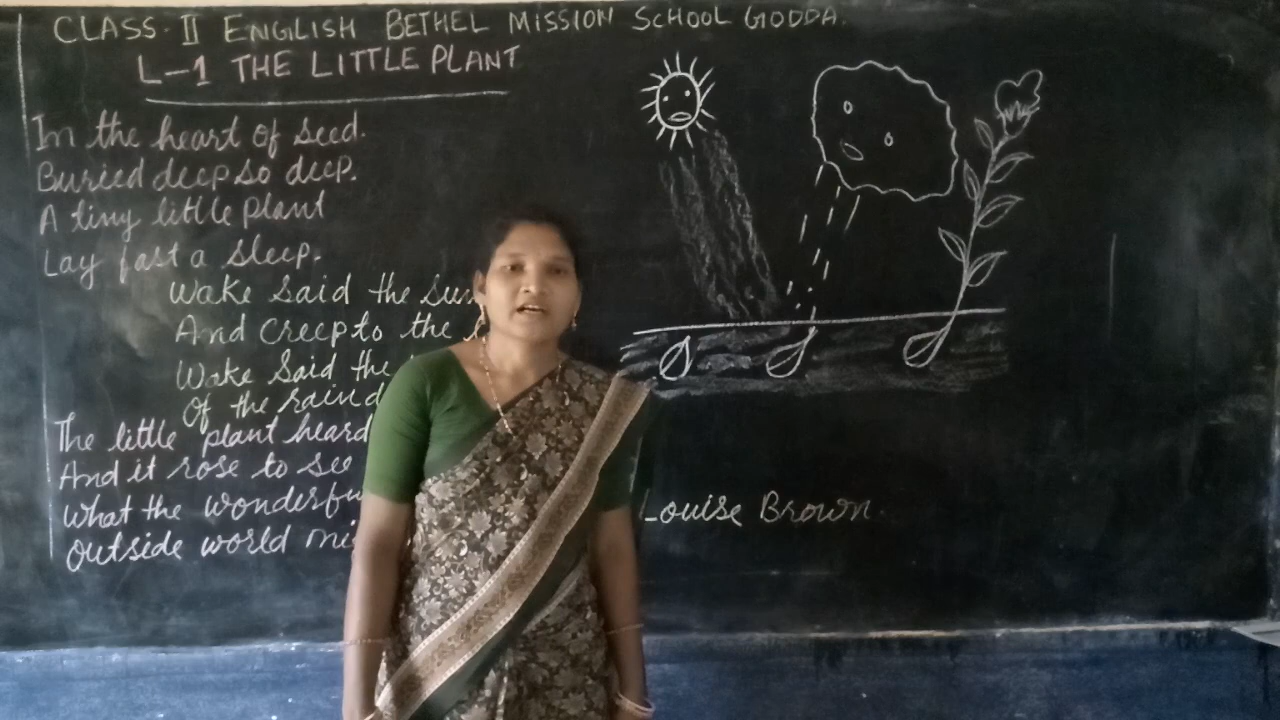 CLASS-II ENGLISH BETHEL MISSION SCHOOL GODDA.
L-1 THE LITTLE PLANT
In the heart of seed.
Buried deep so deep.
A tiny little plant
Lay fast a sleep.
Wake said the
And creep to the
Wake said the
Of the rain
The little plant heard
And it rose to see
What the
outside world
Louise Brown.